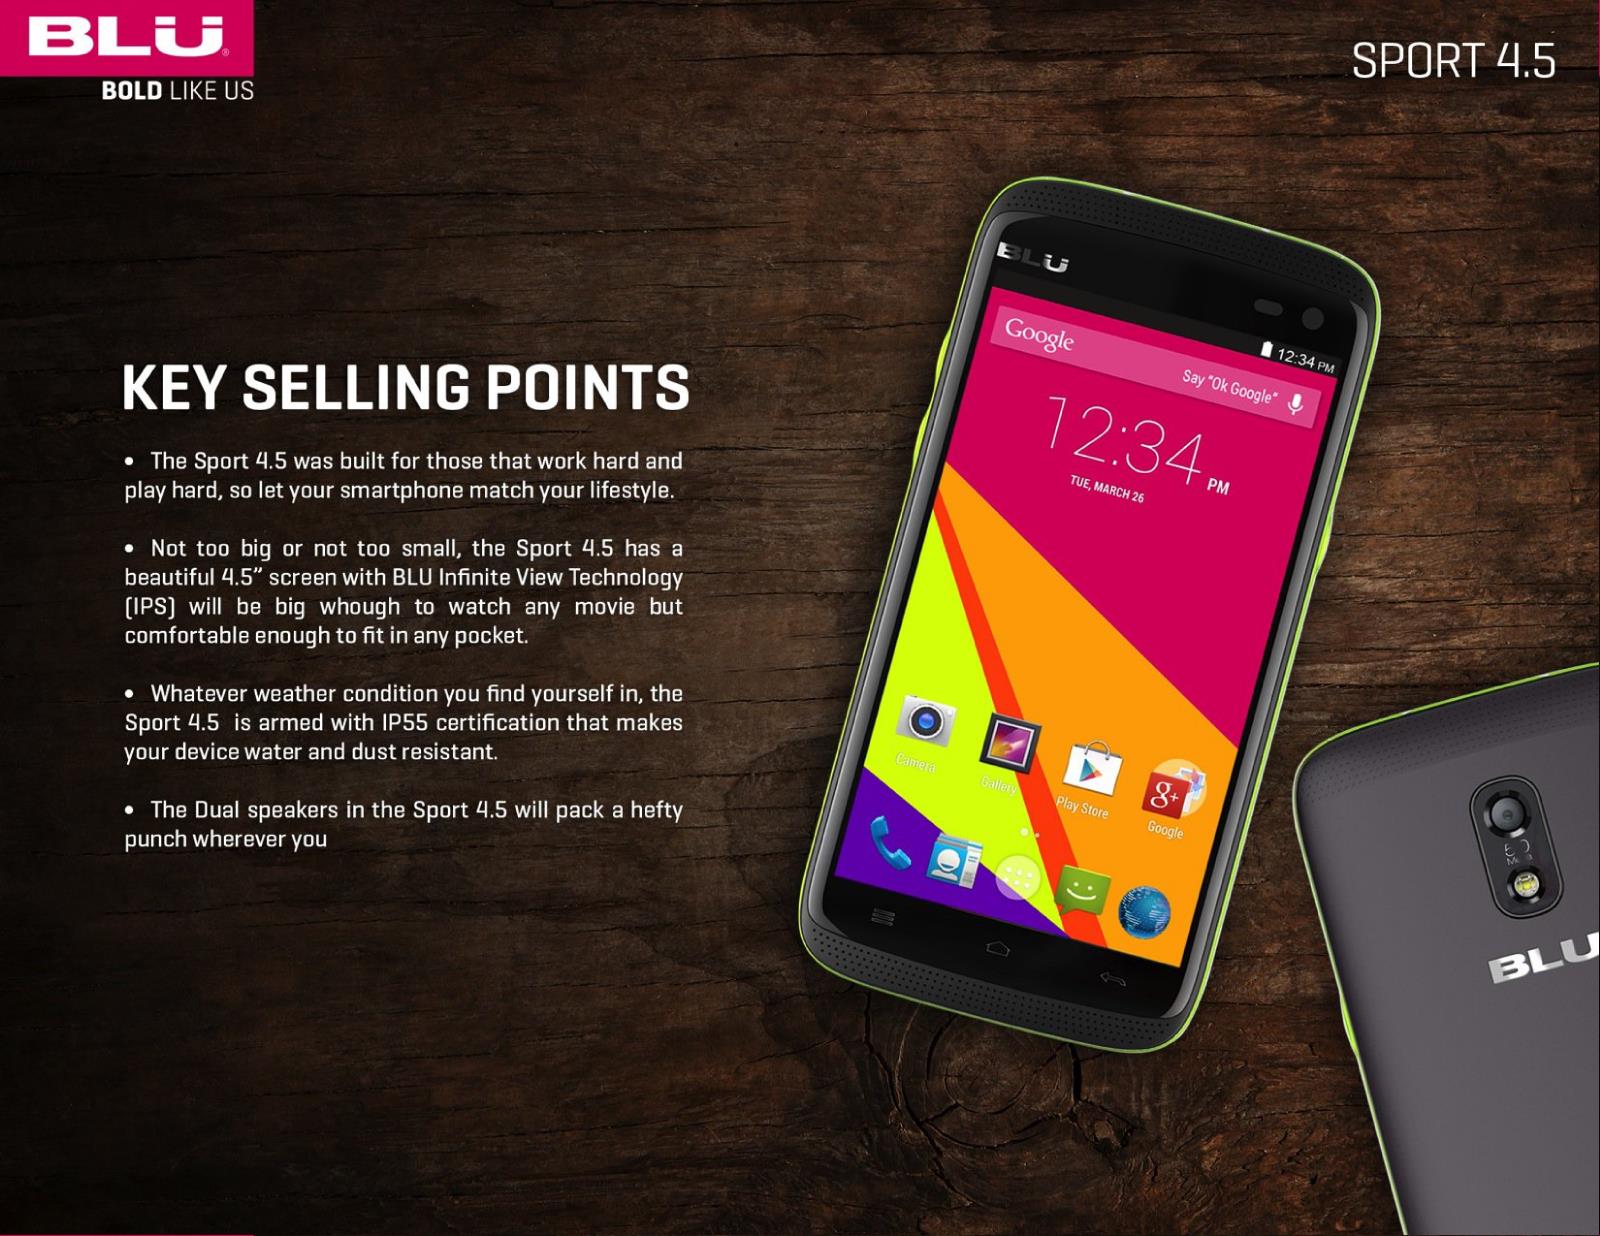 BLU®
BOLD LIKE US
SPORT 4.5
KEY SELLING POINTS
• The Sport 4.5 was built for those that work hard and
play hard, so let your smartphone match your lifestyle.
• Not too big or not too small, the Sport 4.5 has a
beautiful 4.5” screen with BLU Infinite View Technology
(IPS) will be big whough to watch any movie but
comfortable enough to fit in any pocket.
• Whatever weather condition you find yourself in, the
Sport 4.5 is armed with IP55 certification that makes
your device water and dust resistant.
• The Dual speakers in the Sport 4.5 will pack a hefty
punch wherever you
BLU
12:34 PM
Google
Say “Ok Google”
12:34 PM
TUE, MARCH 26
Camera
Gallery
Play Store
g+
Google
BLU